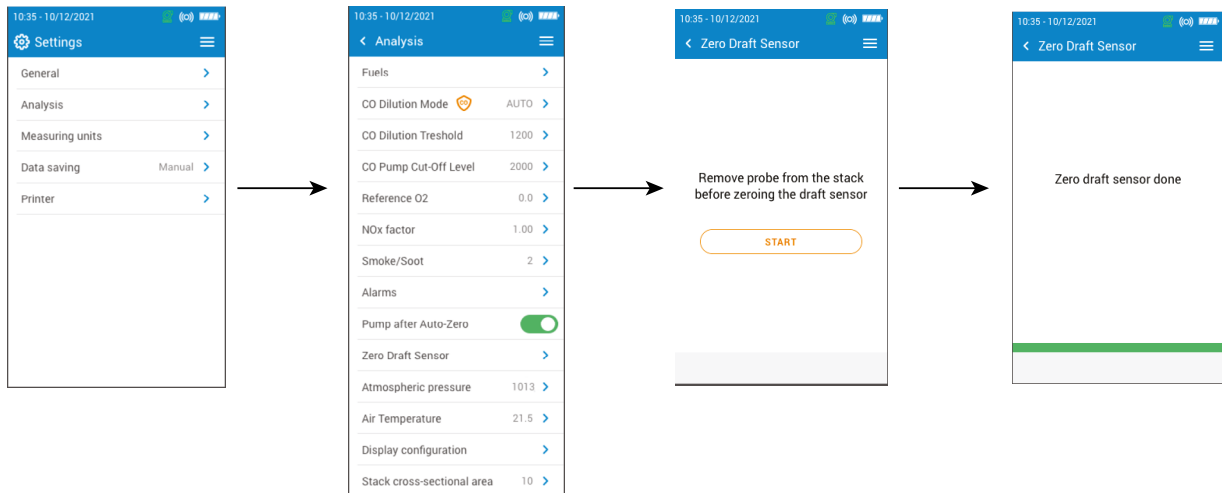 10:35 - 10/12/2021
Settings
General
Analysis
Measuring units
Data saving Manual
Printer
10:35 - 10/12/2021
Analysis
Fuels
CO Dilution Mode CO AUTO
CO Dilution Treshold 1200
CO Pump Cut-Off Level 2000
Reference O2 0.0
NOx factor 1.00
Smoke/Soot 2
Alarms
Pump after Auto-Zero
Zero Draft Sensor
Atmospheric pressure 1013
Air Temperature 21.5
Display configuration
Stack cross-sectional area 10
10:35 - 10/12/2021
Zero Draft Sensor
Remove probe from the stack
before zeroing the draft sensor
START
10:35 - 10/12/2021
Zero Draft Sensor
Zero draft sensor done